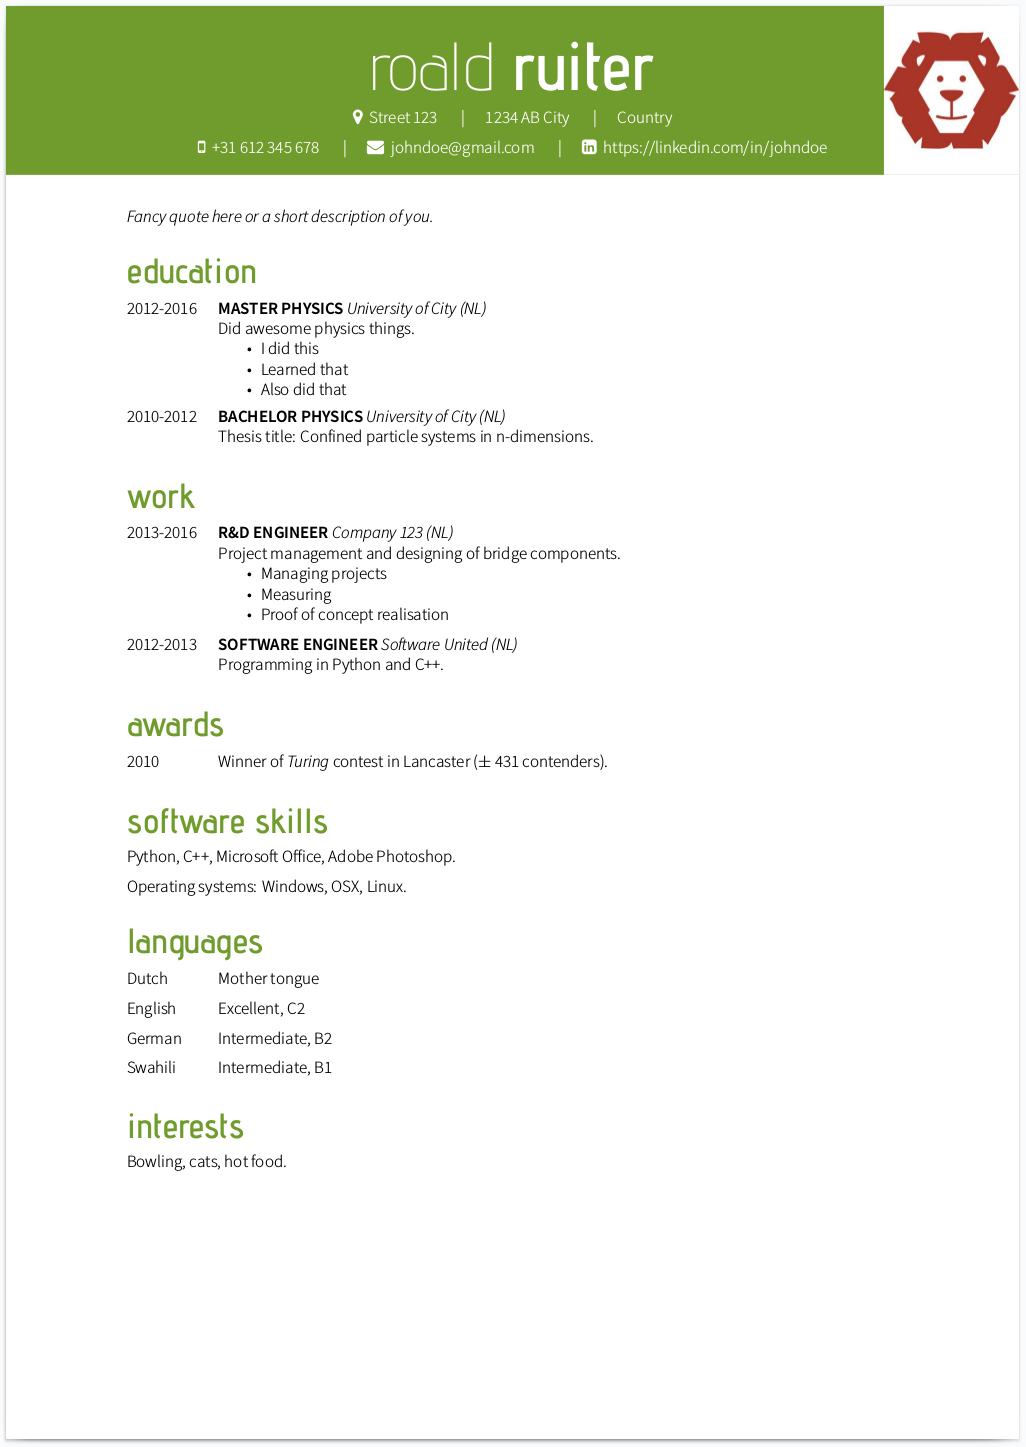 roald ruiter
Street 123 | 1234 AB City | Country
+31 612 345 678 | johndoe@gmail.com | https://linkedin.com/in/johndoe
Fancy quote here or a short description of you.
education
2012-2016 MASTER PHYSICS University of City (NL)
Did awesome physics things.
• I did this
• Learned that
• Also did that
2010-2012 BACHELOR PHYSICS University of City (NL)
Thesis title: Confined particle systems in n-dimensions.
work
2013-2016 R&D ENGINEER Company 123 (NL)
Project management and designing of bridge components.
• Managing projects
• Measuring
• Proof of concept realisation
2012-2013 SOFTWARE ENGINEER Software United (NL)
Programming in Python and C++.
awards
2010 Winner of Turing contest in Lancaster (± 431 contenders).
software skills
Python, C++, Microsoft Office, Adobe Photoshop.
Operating systems: Windows, OSX, Linux.
languages
Dutch Mother tongue
English Excellent, C2
German Intermediate, B2
Swahili Intermediate, B1
interests
Bowling, cats, hot food.